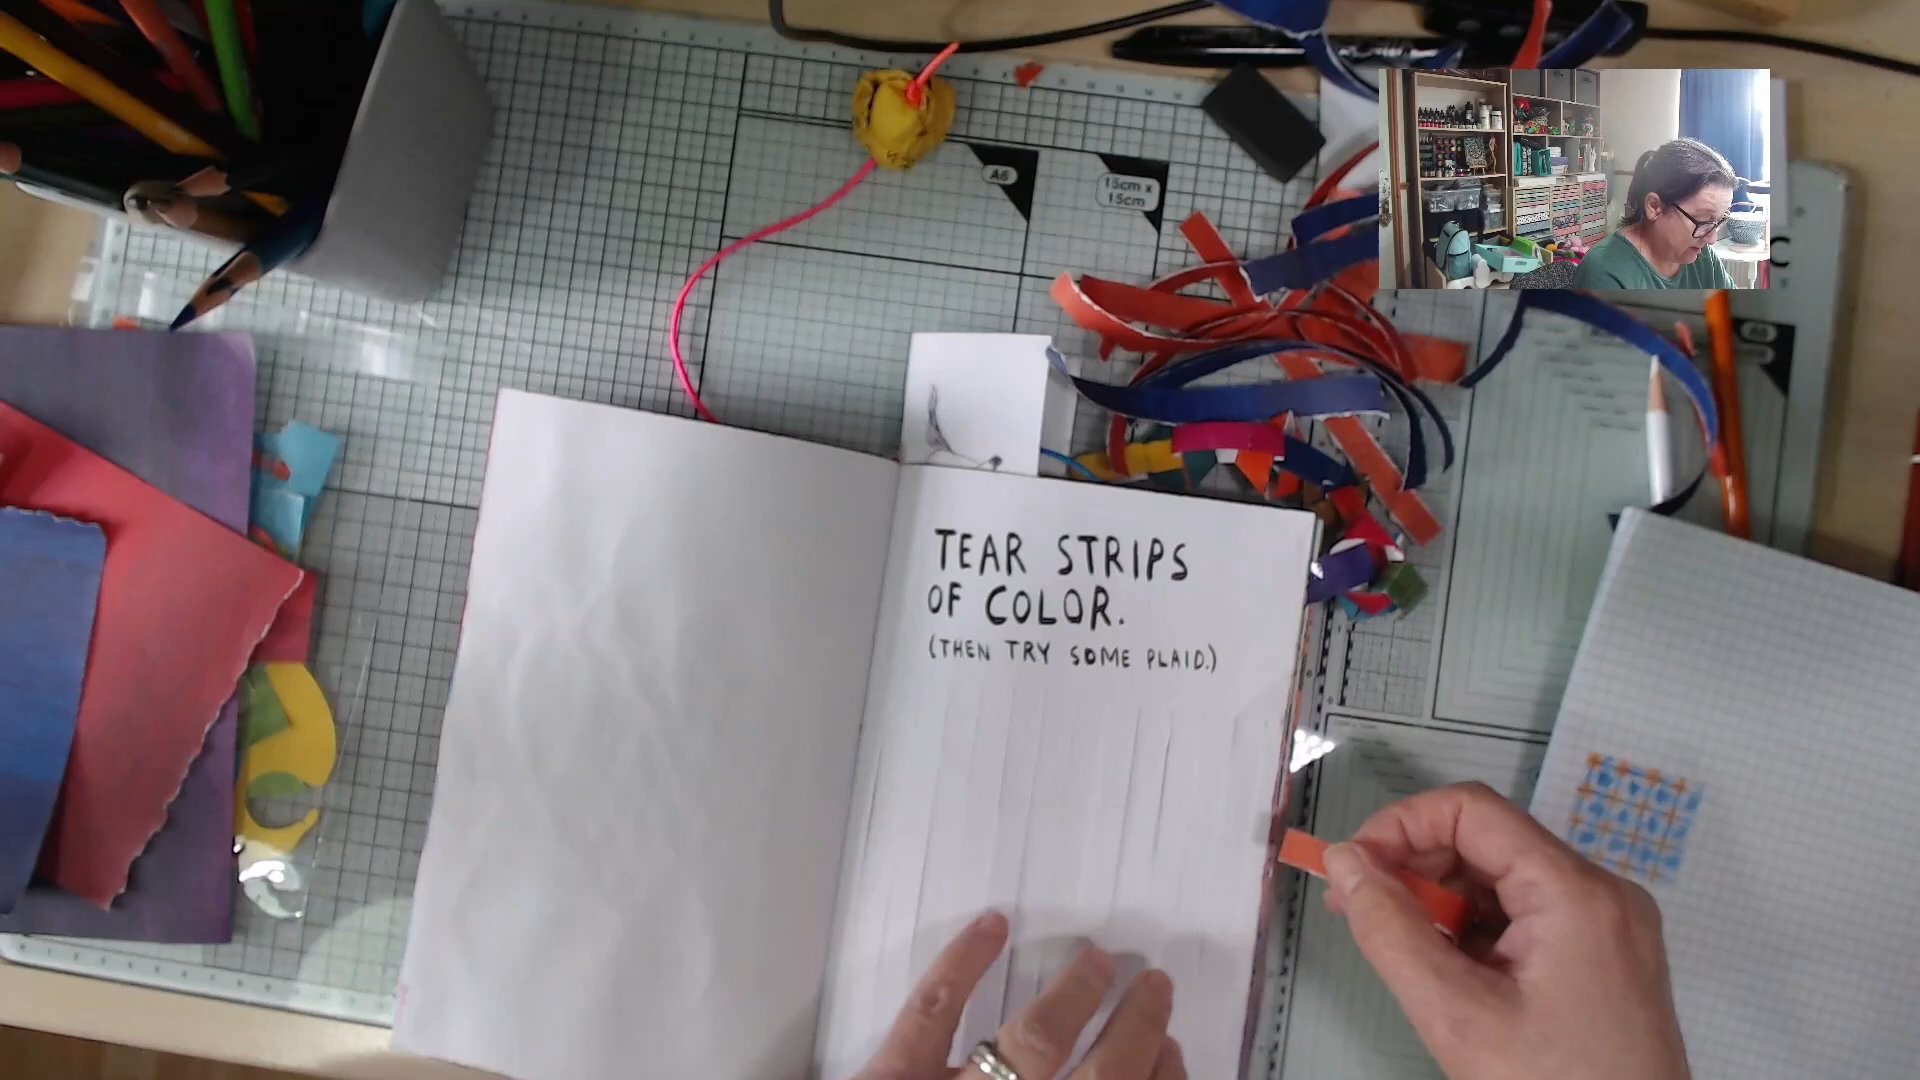 TEAR STRIPS
OF COLOR.
(THEN TRY SOME PLAID.)
A6
15cm x
15cm